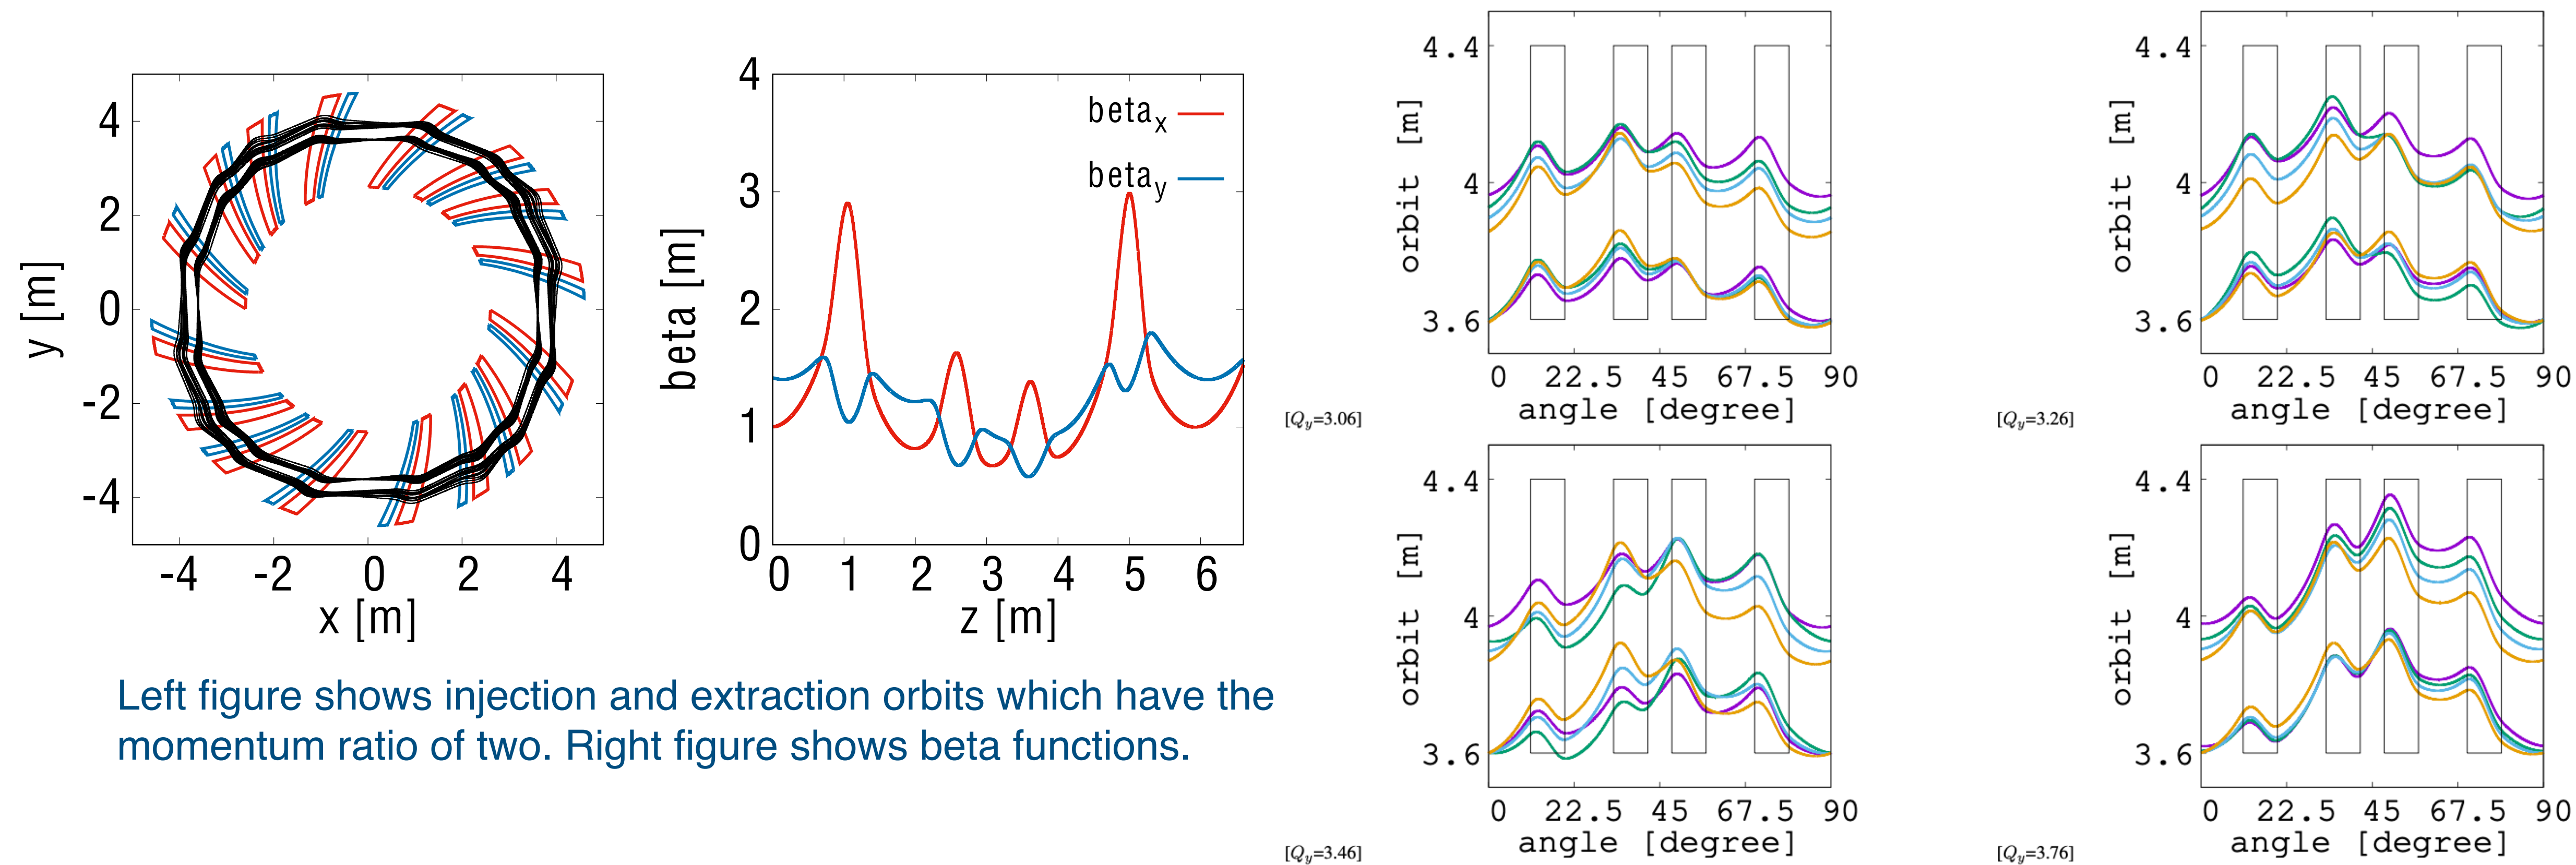 4
2
0
-2
-4
y [m]
-4 -2 0 2 4
x [m]
4
3
2
1
0
beta [m]
beta_x
beta_y
0 1 2 3 4 5 6
z [m]
Left figure shows injection and extraction orbits which have the
momentum ratio of two. Right figure shows beta functions.
4.4
4
3.6
orbit [m]
0 22.5 45 67.5 90
angle [degree]
[Q_y=3.06]
4.4
4
3.6
orbit [m]
0 22.5 45 67.5 90
angle [degree]
[Q_y=3.26]
4.4
4
3.6
orbit [m]
0 22.5 45 67.5 90
angle [degree]
[Q_y=3.46]
4.4
4
3.6
orbit [m]
0 22.5 45 67.5 90
angle [degree]
[Q_y=3.76]